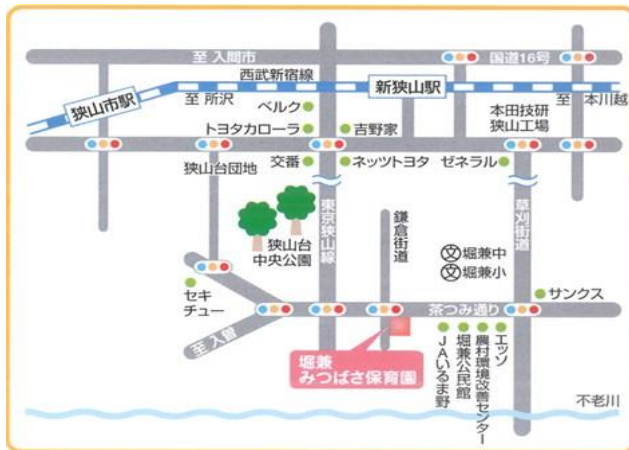 至 入間市
国道16号
西武新宿線
新狭山駅
狭山市駅
至 所沢
至 本川越
ベルク
本田技研
狭山工場
トヨタカローラ
吉野家
狭山台団地
交番
ネッツトヨタ
ゼネラル
東京狭山線
鎌倉街道
草刈街道
狭山台
中央公園
文 堀兼中
文 堀兼小
セキ
チュー
サンクス
茶つみ通り
至 入曽
堀兼
みつばさ保育園
JAいるま野
堀兼公民館
農村環境改善センター
エッソ
不老川